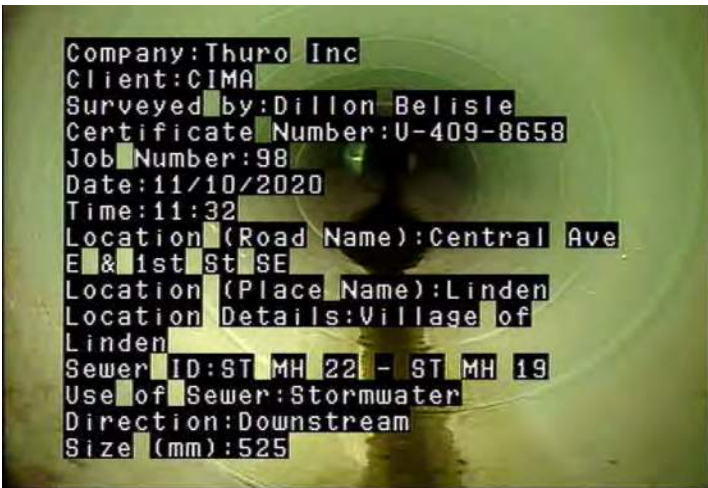 Company:Thuro Inc
Client:CIMA
Surveyed by:Dillon Belisle
Certificate Number:U-409-8658
Job Number:98
Date:11/10/2020
Time:11:32
Location (Road Name):Central Ave
E & 1st St SE
Location (Place Name):Linden
Location Details:Village of
Linden
Sewer ID:ST MH 22 - ST MH 19
Use of Sewer:Stormwater
Direction:Downstream
Size (mm):525